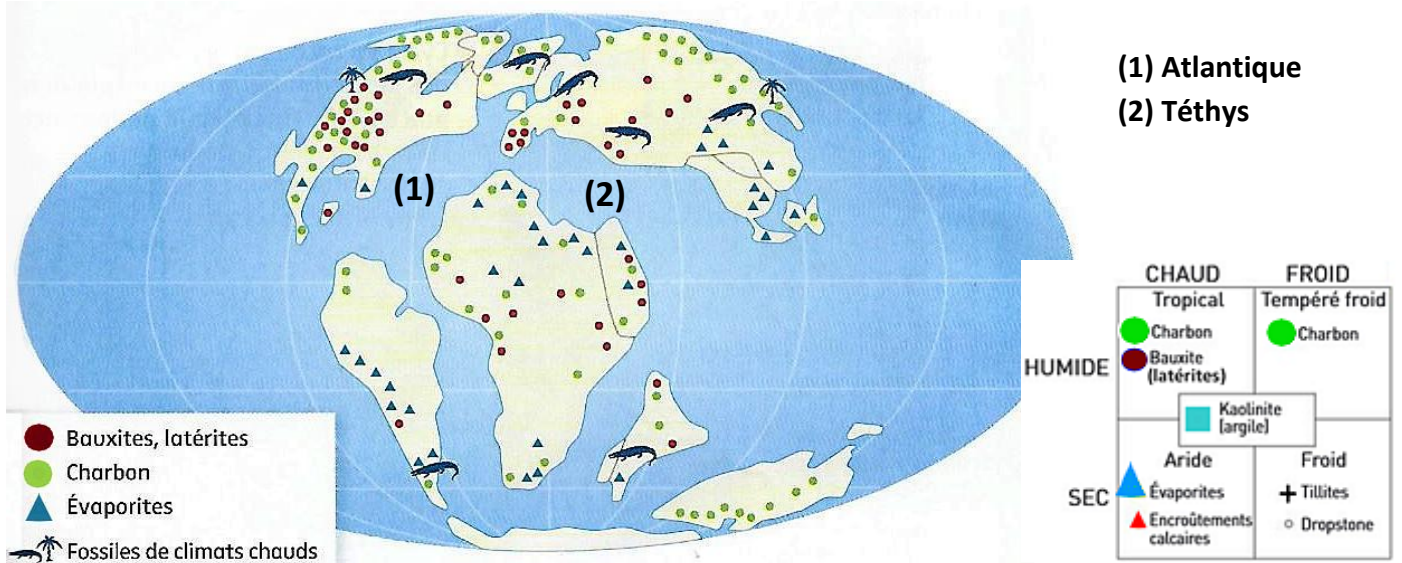 (1) Atlantique
(2) Téthys
(1)
(2)
Bauxites, latérites
Charbon
Évaporites
Fossiles de climats chauds
CHAUD
FROID
Tropical
Tempéré froid
Charbon
Charbon
Bauxite
(latérites)
HUMIDE
Kaolinite
(argile)
Aride
Froid
SEC
Évaporites
Tillites
Encroûtements
calcaires
Dropstone